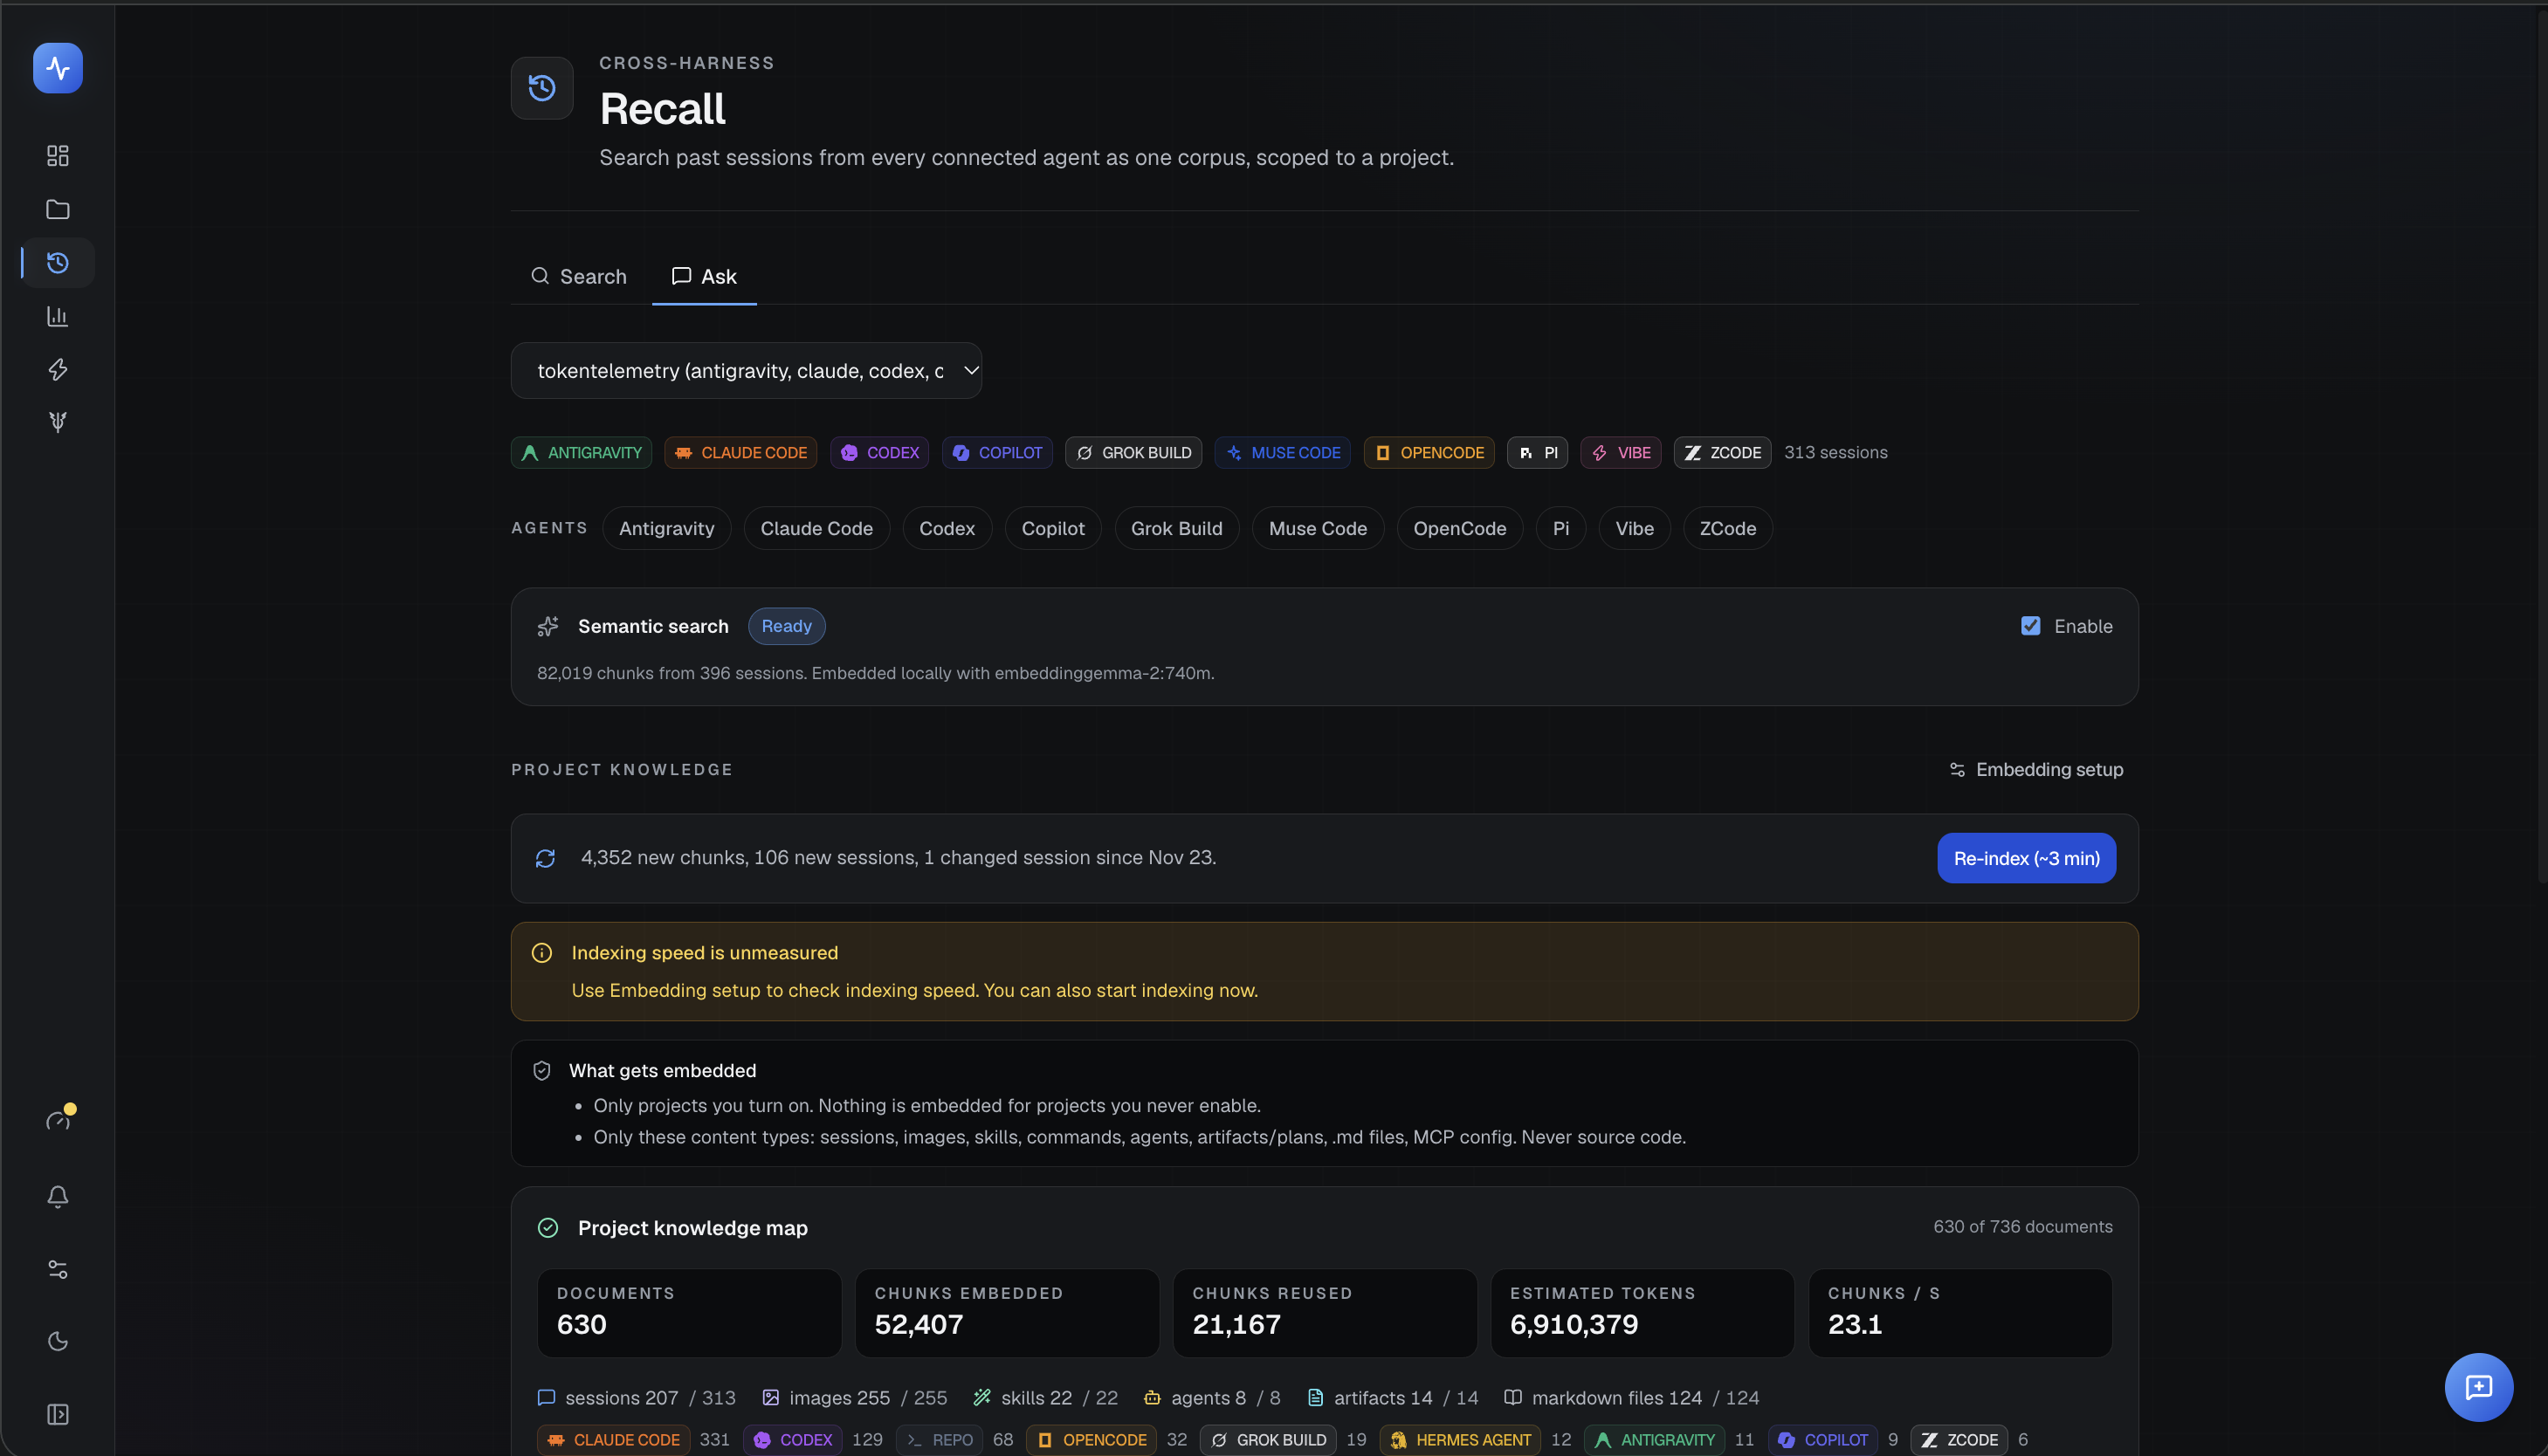 CROSS-HARNESS
Recall
Search past sessions from every connected agent as one corpus, scoped to a project.
Search Ask
tokentelemetry (antigravity, claude, codex, c
ANTIGRAVITY CLAUDE CODE CODEX COPILOT GROK BUILD MUSE CODE OPENCODE PI VIBE ZCODE 313 sessions
AGENTS Antigravity Claude Code Codex Copilot Grok Build Muse Code OpenCode Pi Vibe ZCode
Semantic search Ready Enable
82,019 chunks from 396 sessions. Embedded locally with embeddinggemma-2:740m.
PROJECT KNOWLEDGE Embedding setup
4,352 new chunks, 106 new sessions, 1 changed session since Nov 23. Re-index (~3 min)
Indexing speed is unmeasured
Use Embedding setup to check indexing speed. You can also start indexing now.
What gets embedded
• Only projects you turn on. Nothing is embedded for projects you never enable.
• Only these content types: sessions, images, skills, commands, agents, artifacts/plans, .md files, MCP config. Never source code.
Project knowledge map 630 of 736 documents
DOCUMENTS CHUNKS EMBEDDED CHUNKS REUSED ESTIMATED TOKENS CHUNKS / S
630 52,407 21,167 6,910,379 23.1
sessions 207 / 313 images 255 / 255 skills 22 / 22 agents 8 / 8 artifacts 14 / 14 markdown files 124 / 124
CLAUDE CODE 331 CODEX 129 REPO 68 OPENCODE 32 GROK BUILD 19 HERMES AGENT 12 ANTIGRAVITY 11 COPILOT 9 ZCODE 6